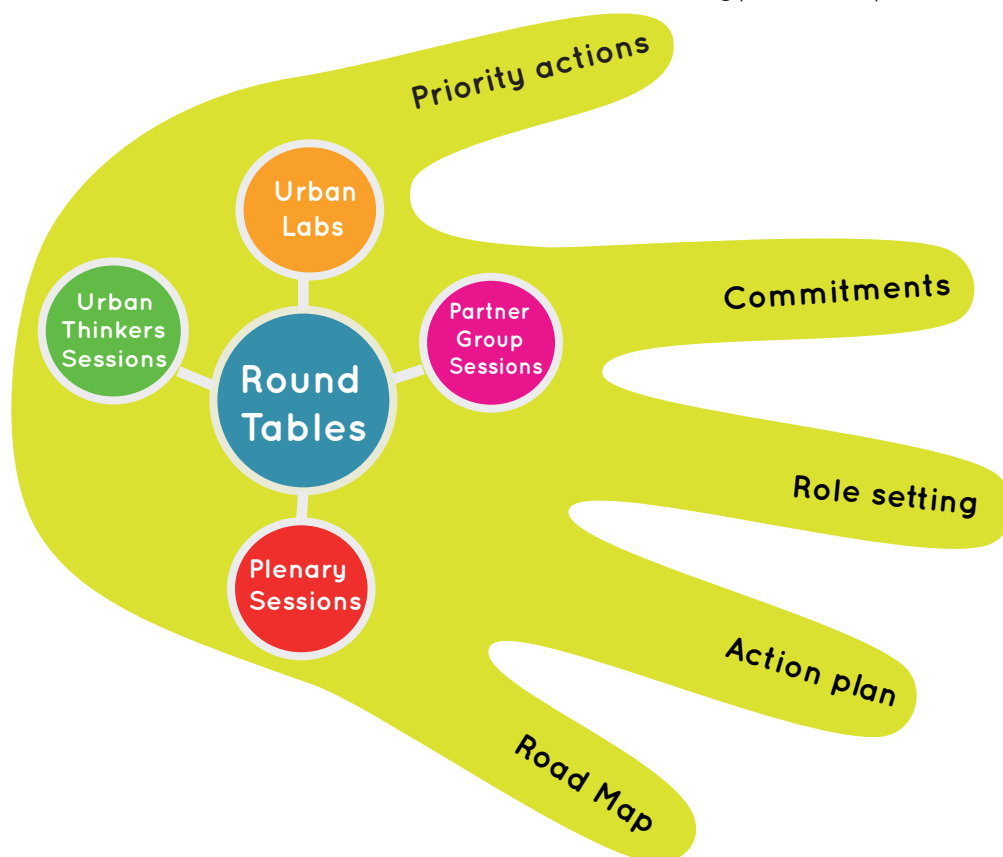 Priority actions
Urban
Labs
Urban
Thinkers
Sessions
Partner
Group
Sessions
Round
Tables
Commitments
Role setting
Plenary
Sessions
Action plan
Road Map